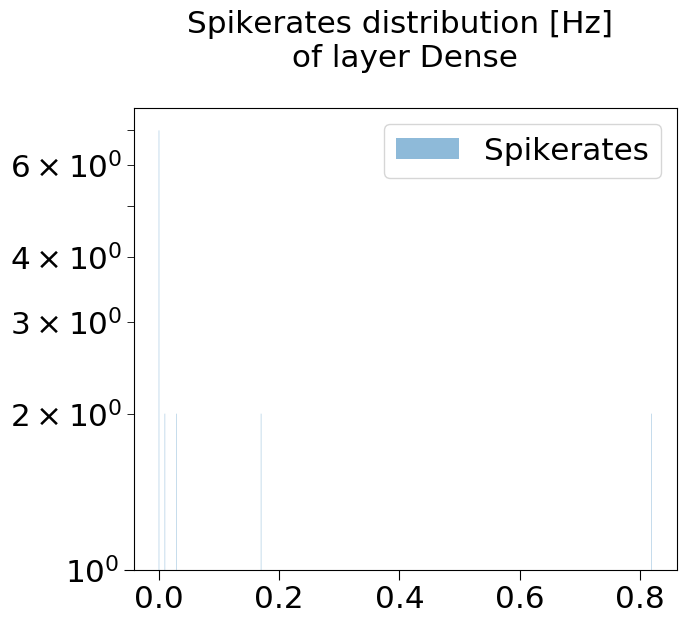 Spikerates distribution [Hz]
of layer Dense
Spikerates
6 × 10⁰
4 × 10⁰
3 × 10⁰
2 × 10⁰
10⁰
0.0 0.2 0.4 0.6 0.8